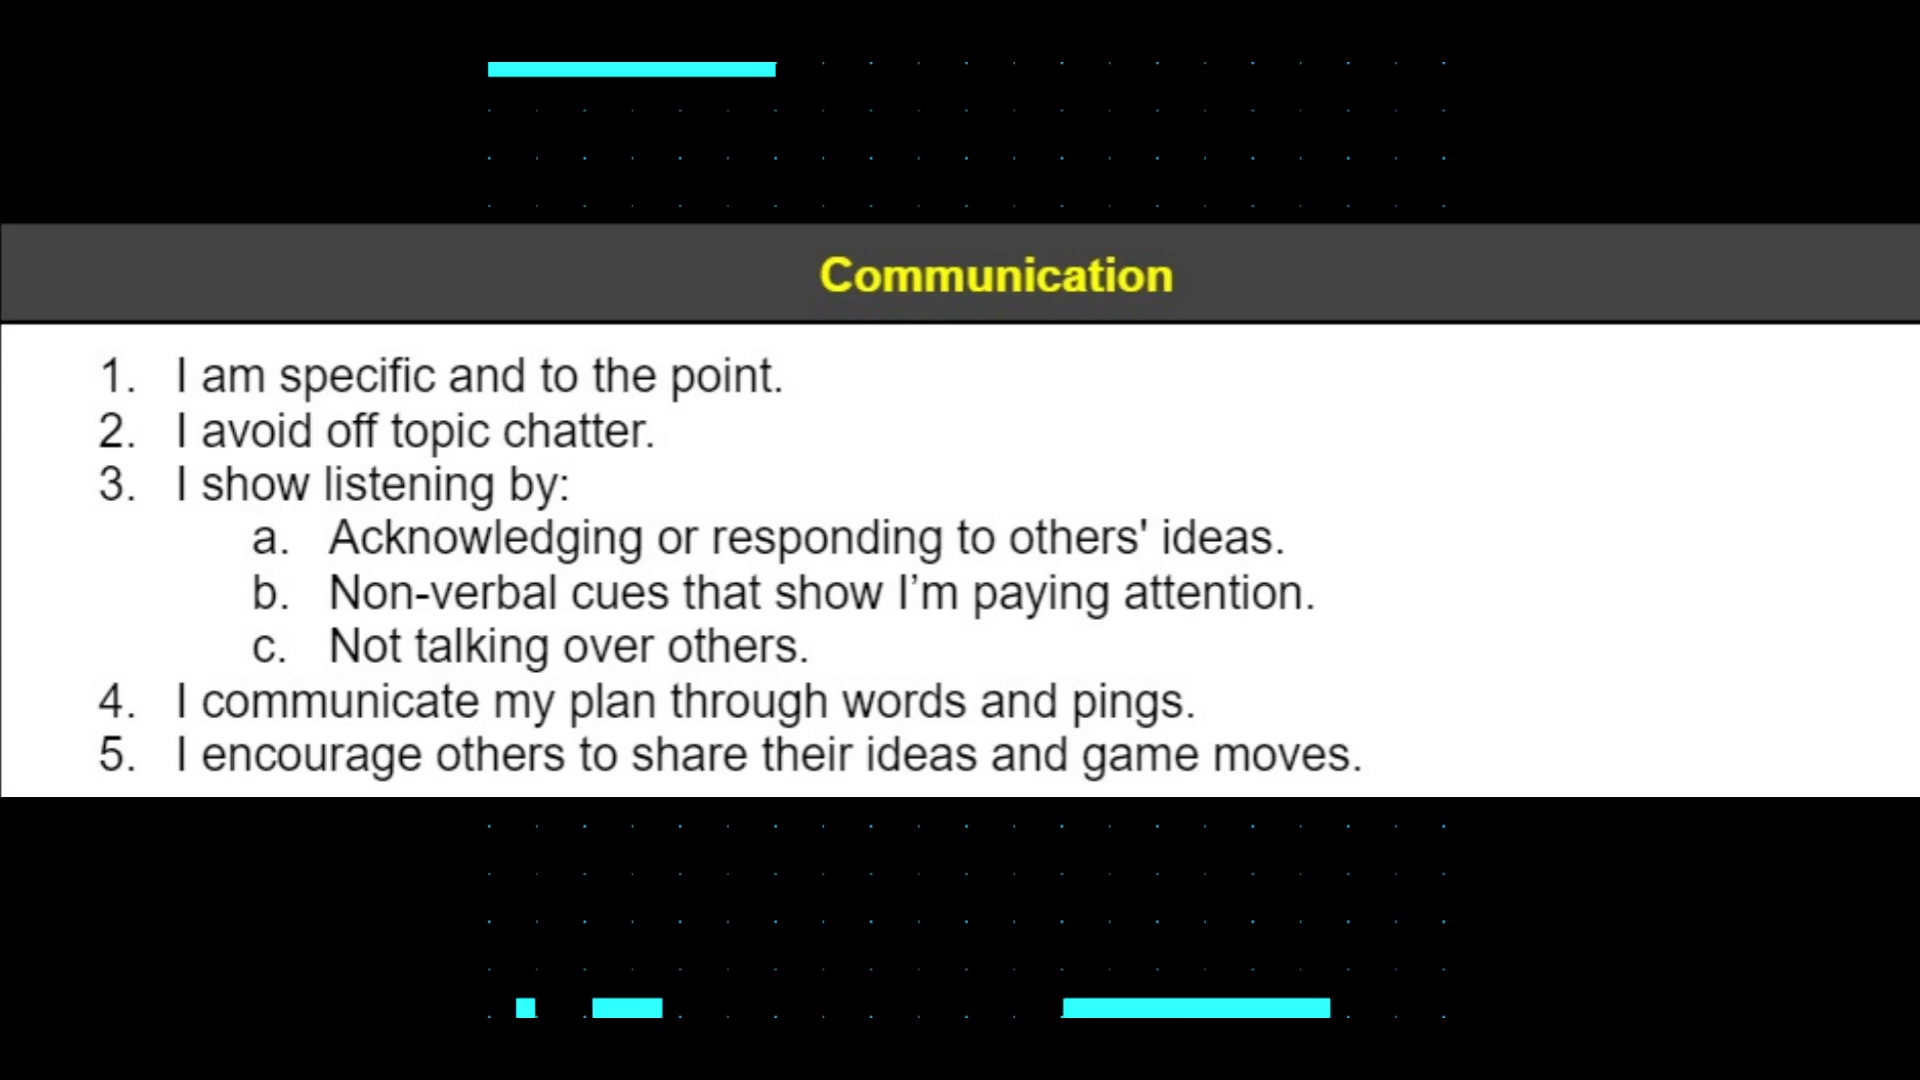 Communication
1. I am specific and to the point.
2. I avoid off topic chatter.
3. I show listening by:
a. Acknowledging or responding to others' ideas.
b. Non-verbal cues that show I’m paying attention.
c. Not talking over others.
4. I communicate my plan through words and pings.
5. I encourage others to share their ideas and game moves.